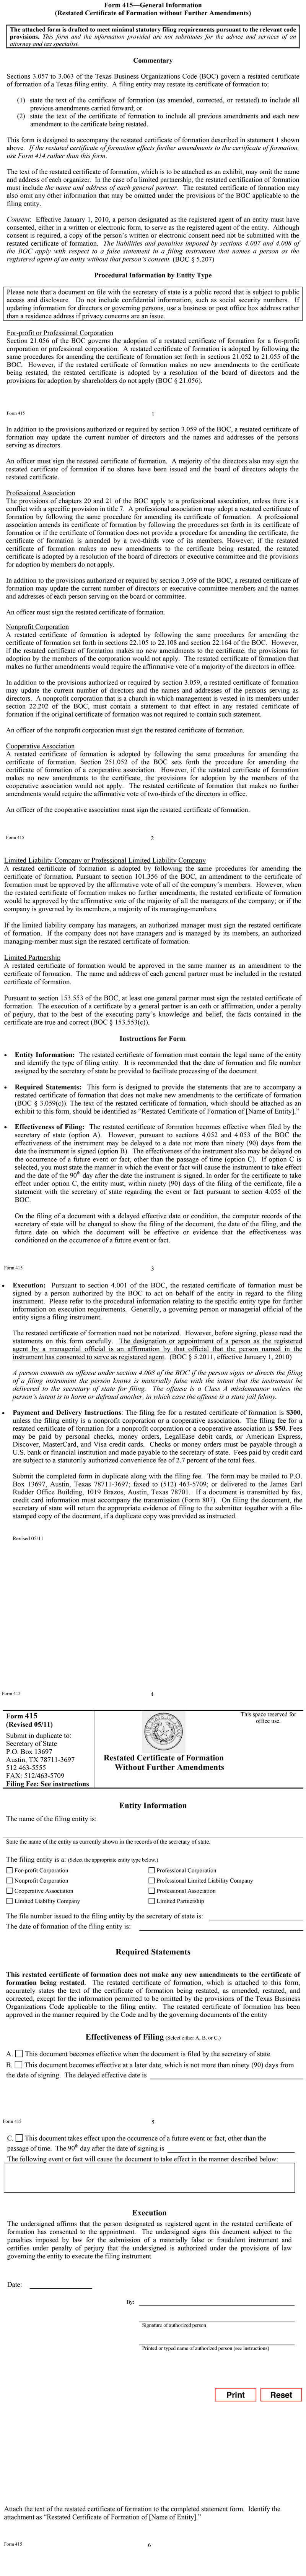 Form 415—General Information
(Restated Certificate of Formation without Further Amendments)
The attached form is drafted to meet minimal statutory filing requirements pursuant to the relevant code
provisions. This form and the information provided are not substitutes for the advice and services of an
attorney and tax specialist.
Commentary
Sections 3.057 to 3.063 of the Texas Business Organizations Code (BOC) govern a restated certificate
of formation of a Texas filing entity. A filing entity may restate its certificate of formation to:
(1) state the text of the certificate of formation (as amended, corrected, or restated) to include all
previous amendments carried forward; or
(2) state the text of the certificate of formation to include all previous amendments and each new
amendment to the certificate being restated.
This form is designed to accompany the restated certificate of formation described in statement 1 shown
above. If the restated certificate of formation effects further amendments to the certificate of formation,
use Form 414 rather than this form.
The text of the restated certificate of formation, which is to be attached as an exhibit, may omit the name
and address of each organizer. In the case of a limited partnership, the restated certification of formation
must include the name and address of each general partner. The restated certificate of formation may
also omit any other information that may be omitted under the provisions of the BOC applicable to the
filing entity.
Consent: Effective January 1, 2010, a person designated as the registered agent of an entity must have
consented, either in a written or electronic form, to serve as the registered agent of the entity. Although
consent is required, a copy of the person's written or electronic consent need not be submitted with the
restated certificate of formation. The liabilities and penalties imposed by sections 4.007 and 4.008 of
the BOC apply with respect to a false statement in a filing instrument that names a person as the
registered agent of an entity without that person's consent. (BOC § 5.207)
Procedural Information by Entity Type
Please note that a document on file with the secretary of state is a public record that is subject to public
access and disclosure. Do not include confidential information, such as social security numbers. If
updating information for directors or governing persons, use a business or post office box address rather
than a residence address if privacy concerns are an issue.
For-profit or Professional Corporation
Section 21.056 of the BOC governs the adoption of a restated certificate of formation for a for-profit
corporation or professional corporation. A restated certificate of formation is adopted by following the
same procedures for amending the certificate of formation set forth in sections 21.052 to 21.055 of the
BOC. However, if the restated certificate of formation makes no new amendments to the certificate
being restated, the restated certificate is adopted by a resolution of the board of directors and the
provisions for adoption by shareholders do not apply (BOC § 21.056).
Form 415
1
In addition to the provisions authorized or required by section 3.059 of the BOC, a restated certificate of
formation may update the current number of directors and the names and addresses of the persons
serving as directors.
An officer must sign the restated certificate of formation. A majority of the directors also may sign the
restated certificate of formation if no shares have been issued and the board of directors adopts the
restated certificate.
Professional Association
The provisions of chapters 20 and 21 of the BOC apply to a professional association, unless there is a
conflict with a specific provision in title 7. A professional association may adopt a restated certificate of
formation by following the same procedure for amending its certificate of formation. A professional
association amends its certificate of formation by following the procedures set forth in its certificate of
formation or if the certificate of formation does not provide a procedure for amending the certificate, the
certificate of formation is amended by a two-thirds vote of its members. However, if the restated
certificate of formation makes no new amendments to the certificate being restated, the restated
certificate is adopted by a resolution of the directors or executive committee and the provisions
for adoption by members do not apply.
In addition to the provisions authorized or required by section 3.059 of the BOC, a restated certificate of
formation may update the current number of directors or executive committee members and the names
and addresses of each person serving on the board or committee.
An officer must sign the restated certificate of formation.
Nonprofit Corporation
A restated certificate of formation is adopted by following the same procedures for amending the
certificate of formation set forth in sections 22.105 to 22.108 and section 22.164 of the BOC. However,
if the restated certificate of formation makes no new amendments to the certificate, the provisions for
adoption by the members of the corporation would not apply. The restated certificate of formation that
makes no further amendments would require the affirmative vote of a majority of the directors in office.
In addition to the provisions authorized or required by section 3.059, a restated certificate of formation
may update the current number of directors and the names and addresses of the persons serving as
directors. A nonprofit corporation that is a church in which management is vested in its members under
section 22.202 of the BOC, must contain a statement to that effect in any restated certificate of
formation if the original certificate of formation was not required to contain such statement.
An officer of the nonprofit corporation must sign the restated certificate of formation.
Cooperative Association
A restated certificate of formation is adopted by following the same procedures for amending the
certificate of formation. Section 251.052 of the BOC sets forth the procedures for amending the
certificate of formation of a cooperative association. However, if the restated certificate of formation
makes no new amendments to the certificate, the provisions for adoption by the members of the
cooperative association would not apply. The restated certificate of formation that makes no further
amendments would require the affirmative vote of two-thirds of the directors in office.
An officer of the cooperative association must sign the restated certificate of formation.
Form 415
2
Limited Liability Company or Professional Limited Liability Company
A restated certificate of formation is adopted by following the same procedures for amending the
certificate of formation. Pursuant to section 101.356 of the BOC, an amendment to the certificate of
formation must be approved by the affirmative vote of all of the company's members. However, when
the restated certificate of formation makes no further amendments, the restated certificate of formation
would be approved by the affirmative vote of the majority of all the managers of the company; or if the
company is governed by its members, a majority of its managing-members.
If the limited liability company has managers, an authorized manager must sign the restated certificate
of formation. If the company does not have managers and is managed by its members, an authorized
managing-member must sign the restated certificate of formation.
Limited Partnership
A restated certificate of formation would be approved in the same manner as an amendment to the
certificate of formation. The name and address of each general partner must be included in the restated
certificate of formation.
Pursuant to section 153.553 of the BOC, at least one general partner must sign the restated certificate of
formation. The execution of a certificate by a general partner is an oath or affirmation, under a penalty
of perjury, that to the best of the executing party's knowledge and belief, the facts contained in the
certificate are true and correct (BOC § 153.553(c)).
Instructions for Form
• Entity Information: The restated certificate of formation must contain the legal name of the entity
and identify the type of filing entity. It is recommended that the date of formation and file number
assigned by the secretary of state be provided to facilitate processing of the document.
• Required Statements: This form is designed to provide the statements that are to accompany a
restated certificate of formation that does not make new amendments to the certificate of formation
(BOC § 3.059(c)). The text of the restated certificate of formation, which should be attached as an
exhibit to this form, should be identified as "Restated Certificate of Formation of [Name of Entity]."
• Effectiveness of Filing: The restated certificate of formation becomes effective when filed by the
secretary of state (option A). However, pursuant to sections 4.052 and 4.053 of the BOC the
effectiveness of the instrument may be delayed to a date not more than ninety (90) days from the
date the instrument is signed (option B). The effectiveness of the instrument also may be delayed on
the occurrence of a future event or fact, other than the passage of time (option C). If option C is
selected, you must state the manner in which the event or fact will cause the instrument to take effect
and the date of the 90th day after the date the instrument is signed. In order for the certificate to take
effect under option C, the entity must, within ninety (90) days of the filing of the certificate, file a
statement with the secretary of state regarding the event or fact pursuant to section 4.055 of the
BOC.
On the filing of a document with a delayed effective date or condition, the computer records of the
secretary of state will be changed to show the filing of the document, the date of the filing, and the
future date on which the document will be effective or evidence that the effectiveness was
conditioned on the occurrence of a future event or fact.
Form 415
3
• Execution: Pursuant to section 4.001 of the BOC, the restated certificate of formation must be
signed by a person authorized by the BOC to act on behalf of the entity in regard to the filing
instrument. Please refer to the procedural information relating to the specific entity type for further
information on execution requirements. Generally, a governing person or managerial official of the
entity signs a filing instrument.
The restated certificate of formation need not be notarized. However, before signing, please read the
statements on this form carefully. The designation or appointment of a person as the registered
agent by a managerial official is an affirmation by that official that the person named in the
instrument has consented to serve as registered agent. (BOC § 5.2011, effective January 1, 2010)
A person commits an offense under section 4.008 of the BOC if the person signs or directs the filing
of a filing instrument the person knows is materially false with the intent that the instrument be
delivered to the secretary of state for filing. The offense is a Class A misdemeanor unless the
person's intent is to harm or defraud another, in which case the offense is a state jail felony.
• Payment and Delivery Instructions: The filing fee for a restated certificate of formation is $300,
unless the filing entity is a nonprofit corporation or a cooperative association. The filing fee for a
restated certificate of formation for a nonprofit corporation or a cooperative association is $50. Fees
may be paid by personal checks, money orders, LegalEase debit cards, or American Express,
Discover, MasterCard, and Visa credit cards. Checks or money orders must be payable through a
U.S. bank or financial institution and made payable to the secretary of state. Fees paid by credit card
are subject to a statutorily authorized convenience fee of 2.7 percent of the total fees.
Submit the completed form in duplicate along with the filing fee. The form may be mailed to P.O.
Box 13697, Austin, Texas 78711-3697; faxed to (512) 463-5709; or delivered to the James Earl
Rudder Office Building, 1019 Brazos, Austin, Texas 78701. If a document is transmitted by fax,
credit card information must accompany the transmission (Form 807). On filing the document, the
secretary of state will return the appropriate evidence of filing to the submitter together with a file-
stamped copy of the document, if a duplicate copy was provided as instructed.
Revised 05/11
Form 415
4
Form 415
(Revised 05/11)
Submit in duplicate to:
Secretary of State
P.O. Box 13697
Austin, TX 78711-3697
512 463-5555
FAX: 512/463-5709
Filing Fee: See instructions
Restated Certificate of Formation
Without Further Amendments
This space reserved for
office use.
Entity Information
The name of the filing entity is:
State the name of the entity as currently shown in the records of the secretary of state.
The filing entity is a: (Select the appropriate entity type below.)
For-profit Corporation
Professional Corporation
Nonprofit Corporation
Professional Limited Liability Company
Cooperative Association
Professional Association
Limited Liability Company
Limited Partnership
The file number issued to the filing entity by the secretary of state is:
The date of formation of the filing entity is:
Required Statements
This restated certificate of formation does not make any new amendments to the certificate of
formation being restated. The restated certificate of formation, which is attached to this form,
accurately states the text of the certificate of formation being restated, as amended, restated, and
corrected, except for the information permitted to be omitted by the provisions of the Texas Business
Organizations Code applicable to the filing entity. The restated certificate of formation has been
approved in the manner required by the Code and by the governing documents of the entity
Effectiveness of Filing (Select either A, B, or C.)
A. This document becomes effective when the document is filed by the secretary of state.
B. This document becomes effective at a later date, which is not more than ninety (90) days from
the date of signing. The delayed effective date is
Form 415
5
C. This document takes effect upon the occurrence of a future event or fact, other than the
passage of time. The 90th day after the date of signing is
The following event or fact will cause the document to take effect in the manner described below:
Execution
The undersigned affirms that the person designated as registered agent in the restated certificate of
formation has consented to the appointment. The undersigned signs this document subject to the
penalties imposed by law for the submission of a materially false or fraudulent instrument and
certifies under penalty of perjury that the undersigned is authorized under the provisions of law
governing the entity to execute the filing instrument.
Date:
By:
Signature of authorized person
Printed or typed name of authorized person (see instructions)
Print
Reset
Attach the text of the restated certificate of formation to the completed statement form. Identify the
attachment as "Restated Certificate of Formation of [Name of Entity]."
Form 415
6